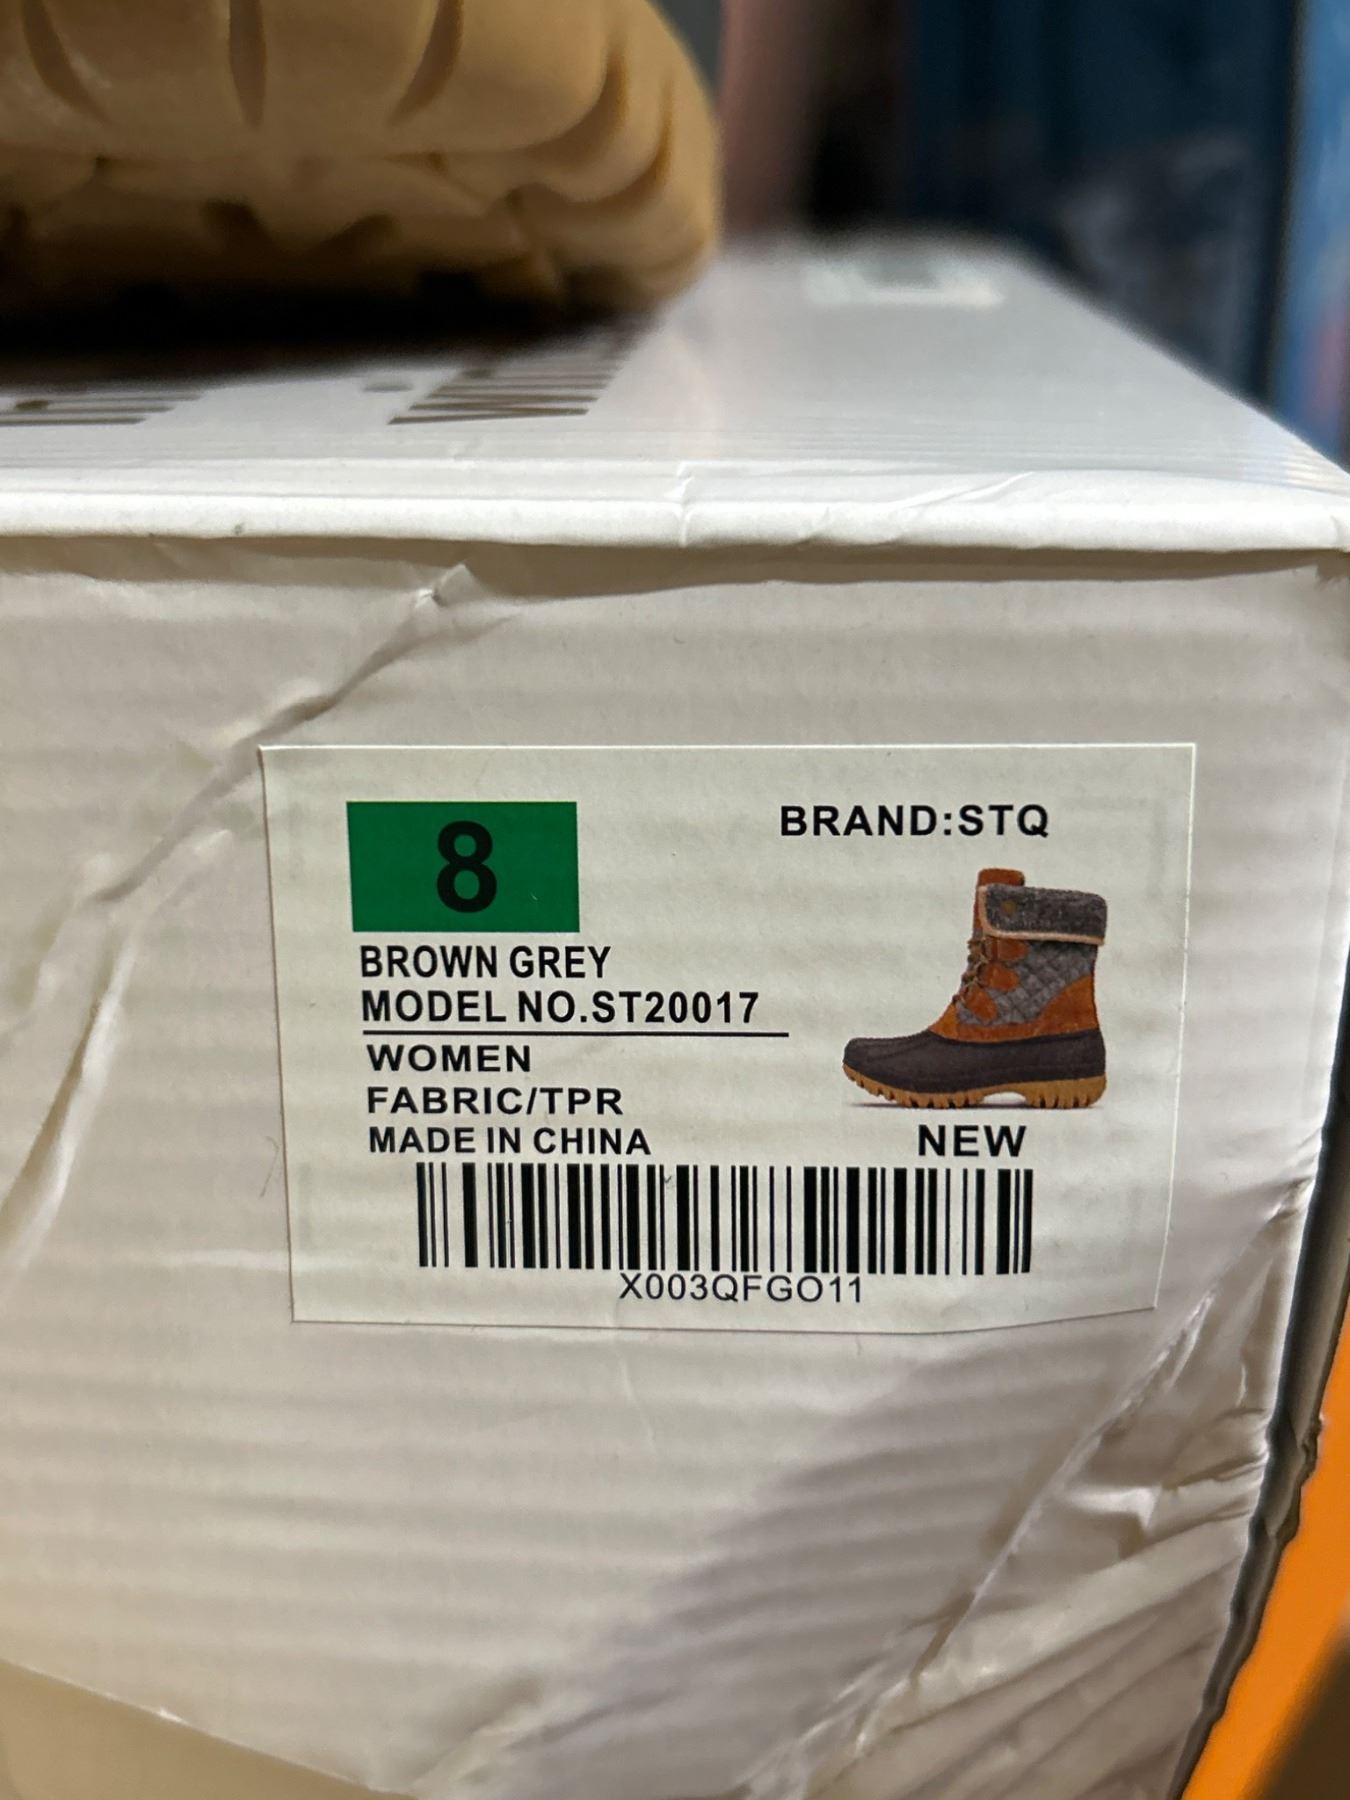 8
BRAND:STQ
BROWN GREY
MODEL NO.ST20017
WOMEN
FABRIC/TPR
MADE IN CHINA
NEW
X003QFGO11